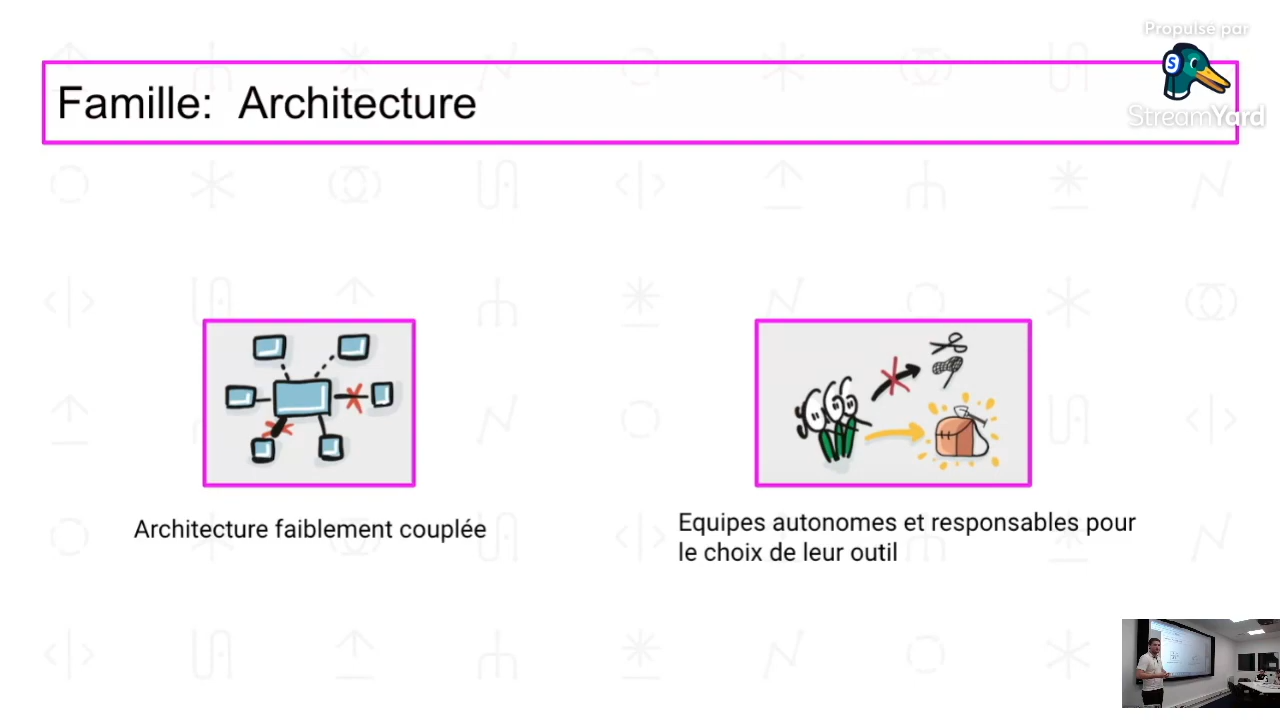 Propulsé par
StreamYard
Famille: Architecture
Architecture faiblement couplée
Equipes autonomes et responsables pour
le choix de leur outil